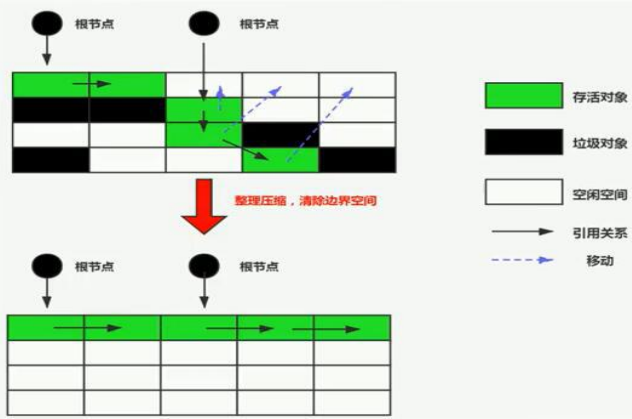 根节点
根节点
存活对象
垃圾对象
整理压缩，清除边界空间
空闲空间
引用关系
移动
根节点
根节点